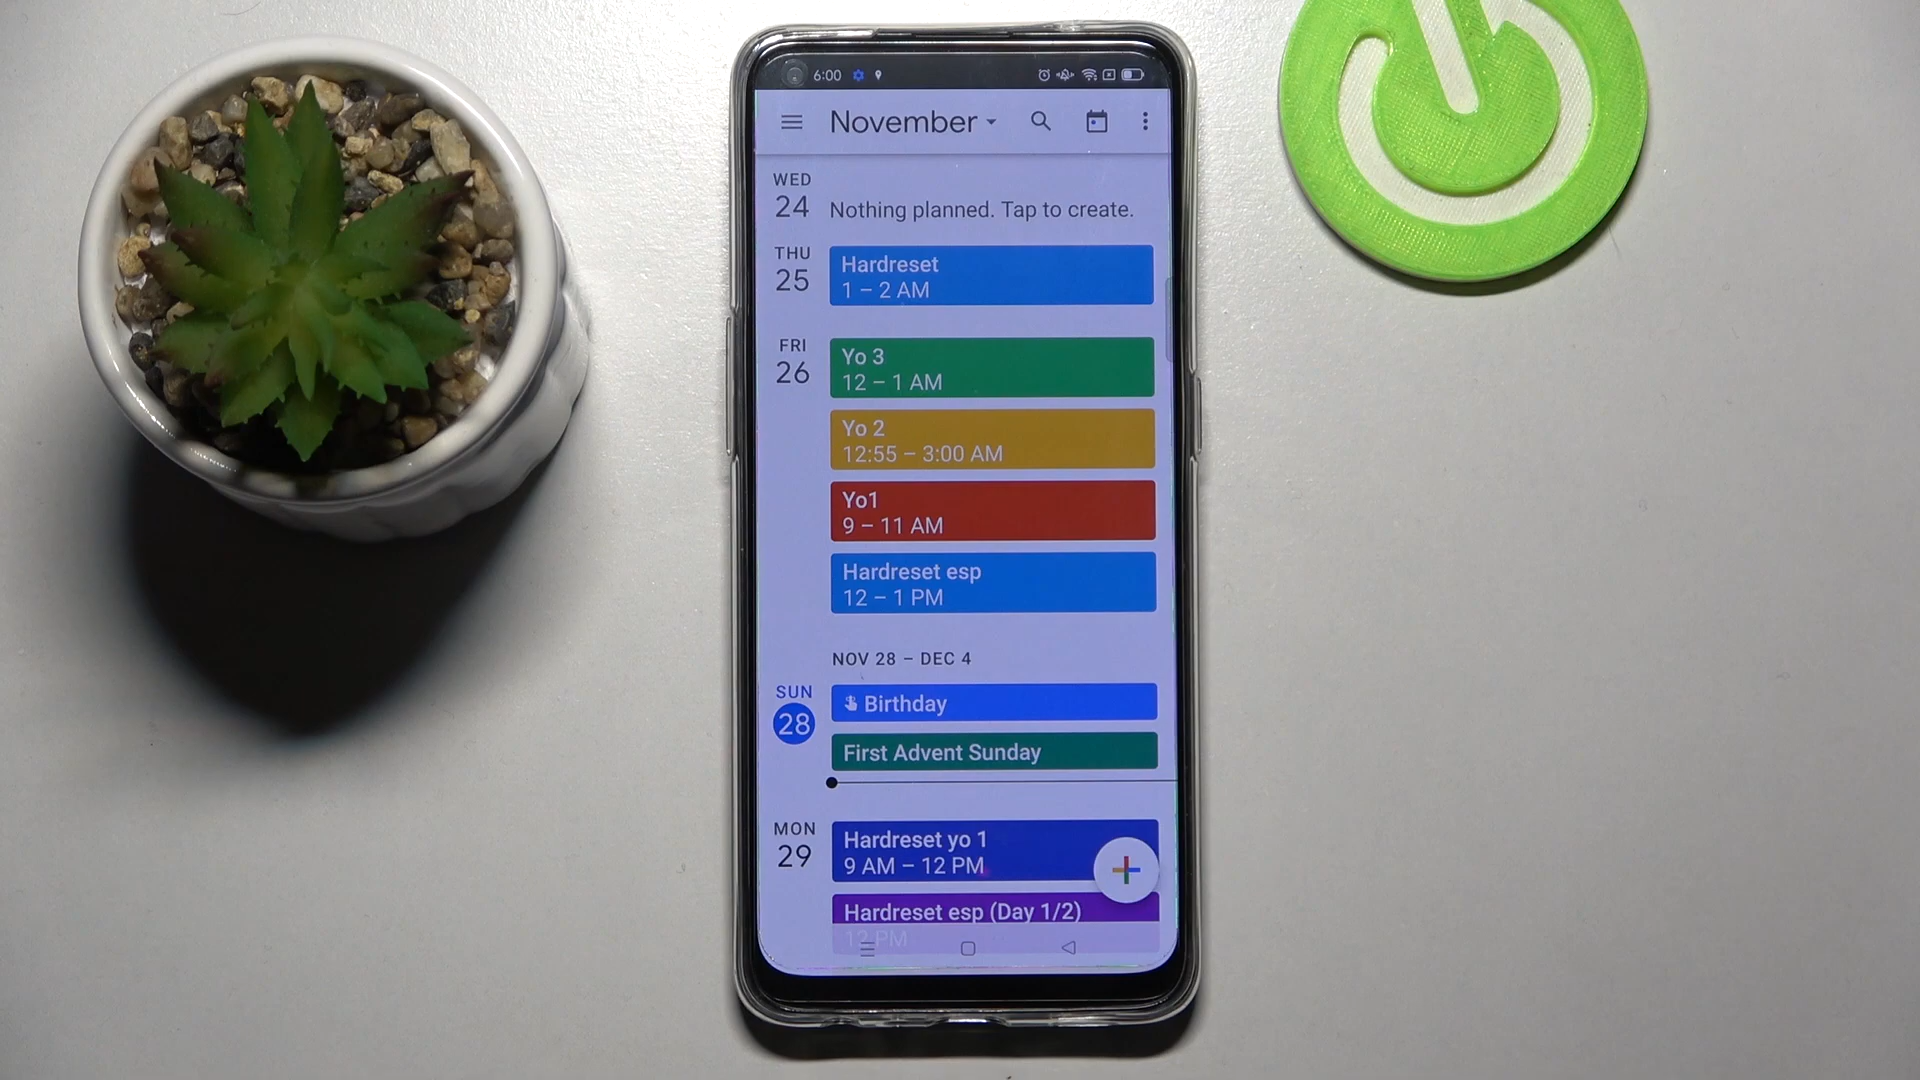 6:00
November
WED
24
Nothing planned. Tap to create.
THU
25
Hardreset
1 – 2 AM
FRI
26
Yo 3
12 – 1 AM
Yo 2
12:55 – 3:00 AM
Yo1
9 – 11 AM
Hardreset esp
12 – 1 PM
NOV 28 – DEC 4
SUN
28
Birthday
First Advent Sunday
MON
29
Hardreset yo 1
9 AM – 12 PM
Hardreset esp (Day 1/2)
12 PM